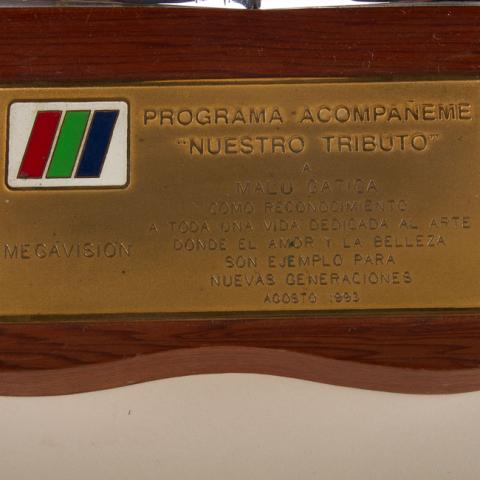 PROGRAMA ACOMPAÑEME
"NUESTRO TRIBUTO"
A
MALU GATICA
COMO RECONOCIMIENTO
A TODA UNA VIDA DEDICADA AL ARTE
DONDE EL AMOR Y LA BELLEZA
SON EJEMPLO PARA
NUEVAS GENERACIONES
AGOSTO 1993
MEGAVISION